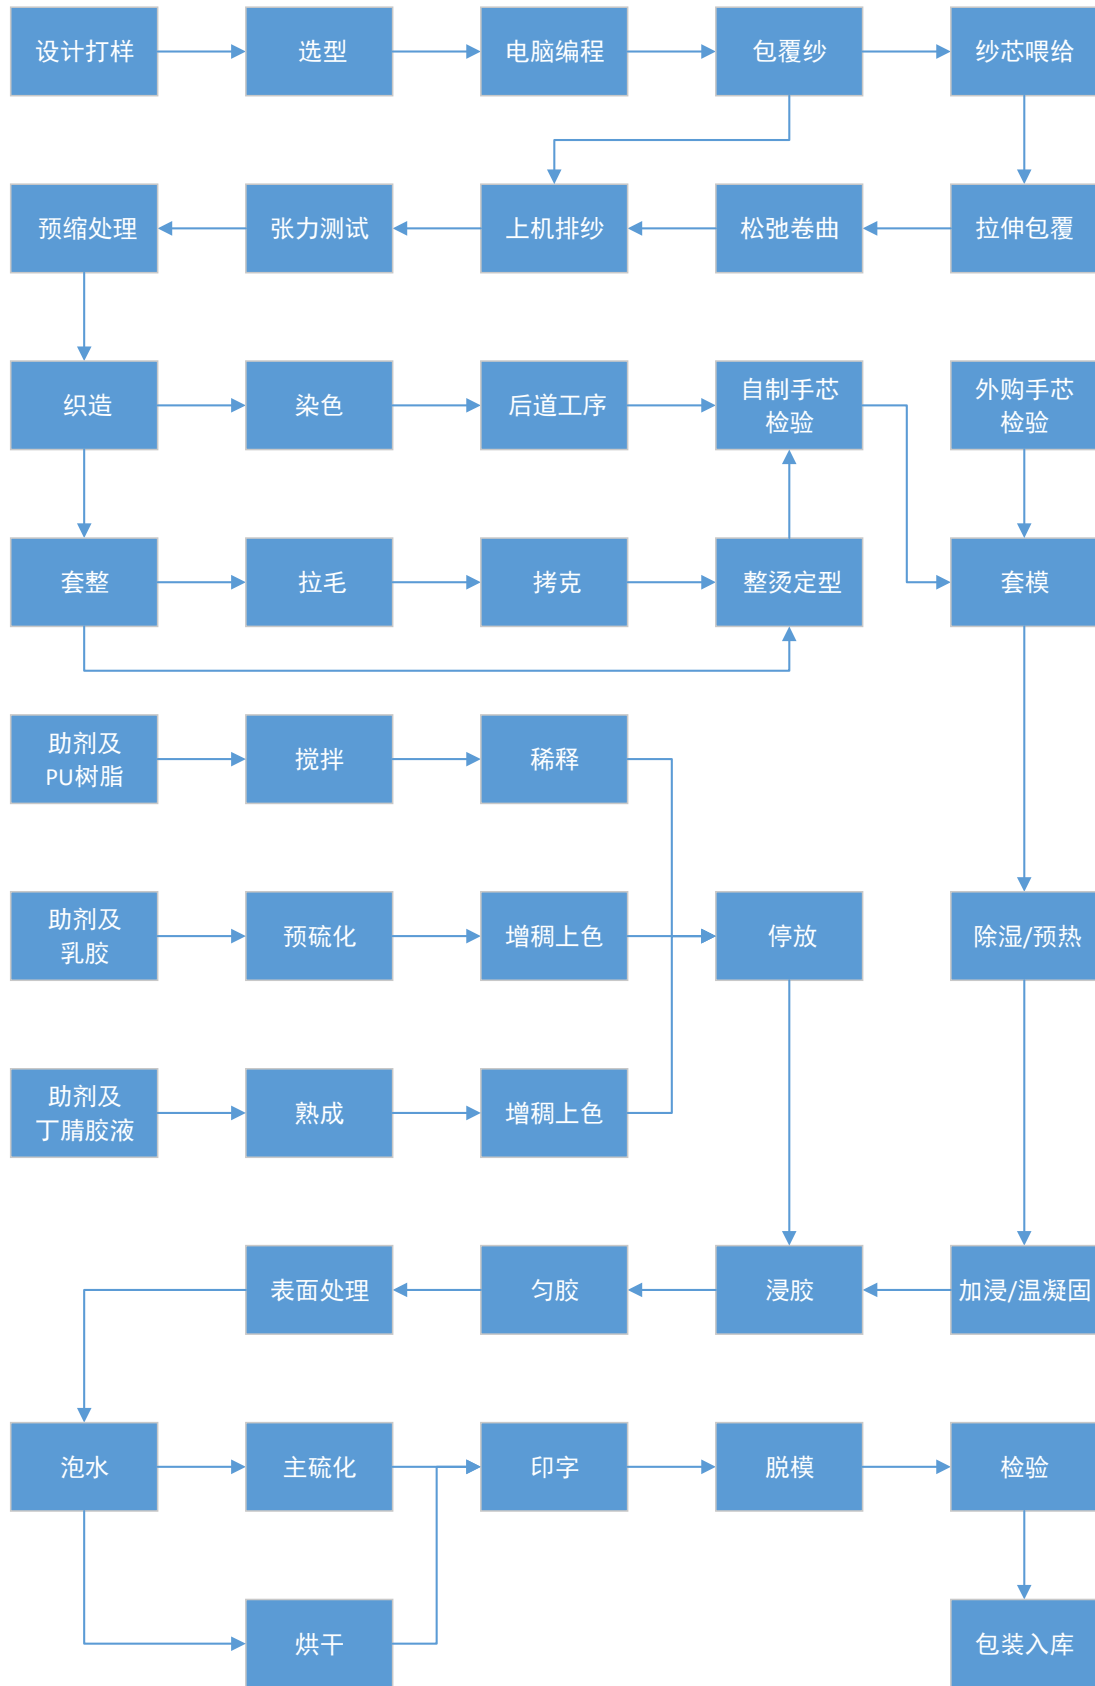 设计打样
选型
电脑编程
包覆纱
纱芯喂给
预缩处理
张力测试
上机排纱
松弛卷曲
拉伸包覆
织造
染色
后道工序
自制手芯
检验
外购手芯
检验
套整
拉毛
拷克
整烫定型
套模
助剂及
PU树脂
搅拌
稀释
助剂及
乳胶
预硫化
增稠上色
停放
除湿/预热
助剂及
丁腈胶液
熟成
增稠上色
表面处理
匀胶
浸胶
加浸/温凝固
泡水
主硫化
印字
脱模
检验
烘干
包装入库